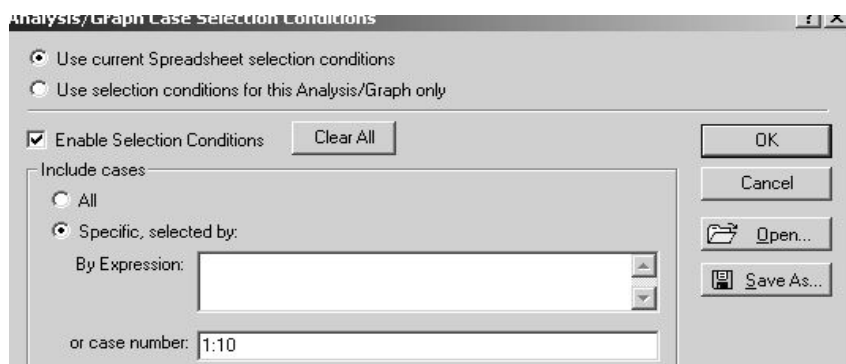 Analysis/Graph Case Selection Conditions ? X
Use current Spreadsheet selection conditions
Use selection conditions for this Analysis/Graph only
Enable Selection Conditions Clear All OK
Include cases
All Cancel
Specific, selected by: Open...
By Expression: Save As...
or case number: 1:10